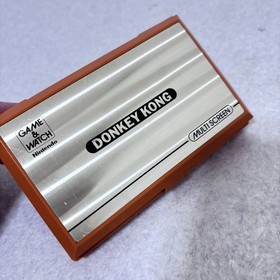 GAME &
WATCH
Nintendo
DONKEY KONG
MULTI SCREEN